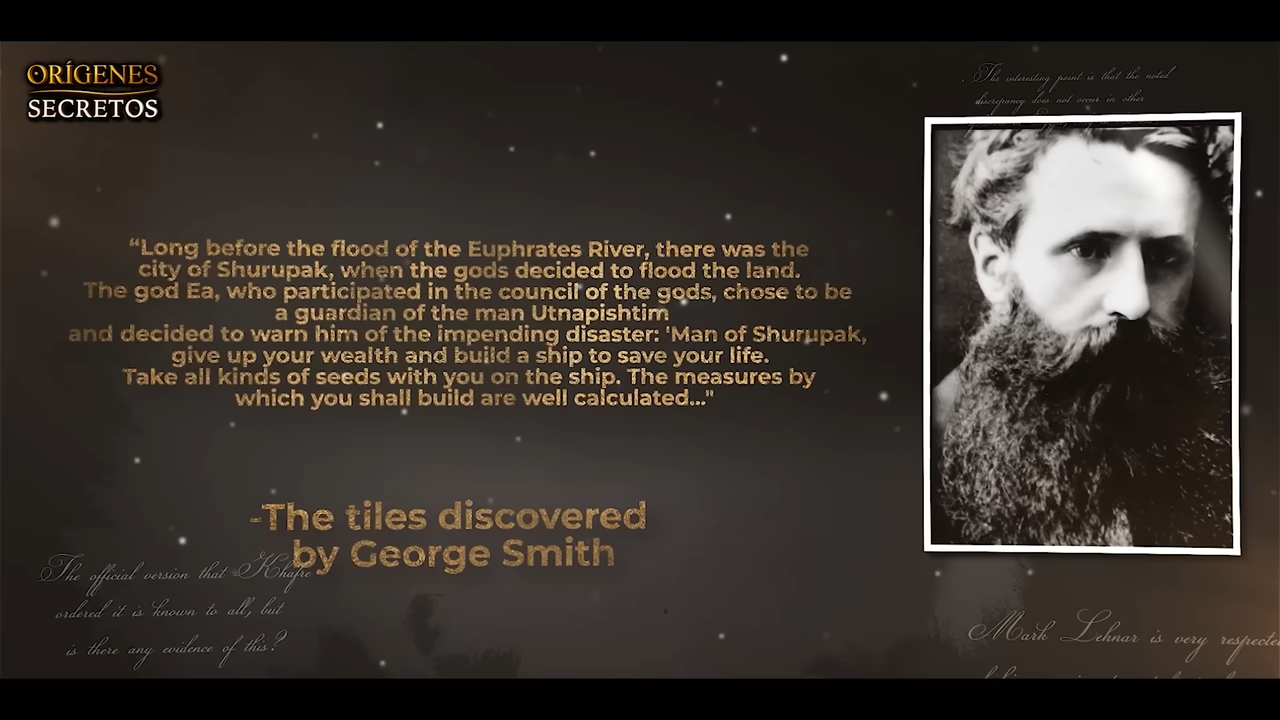 ORÍGENES
SECRETOS
The interesting point is that the noted
discrepancy does not occur in other
“Long before the flood of the Euphrates River, there was the
city of Shurupak, when the gods decided to flood the land.
The god Ea, who participated in the council of the gods, chose to be
a guardian of the man Utnapishtim
and decided to warn him of the impending disaster: 'Man of Shurupak,
give up your wealth and build a ship to save your life.
Take all kinds of seeds with you on the ship. The measures by
which you shall build are well calculated..."
-The tiles discovered
by George Smith
The official version that Khafre
ordered it is known to all, but
is there any evidence of this?
Mark Lehnar is very respected